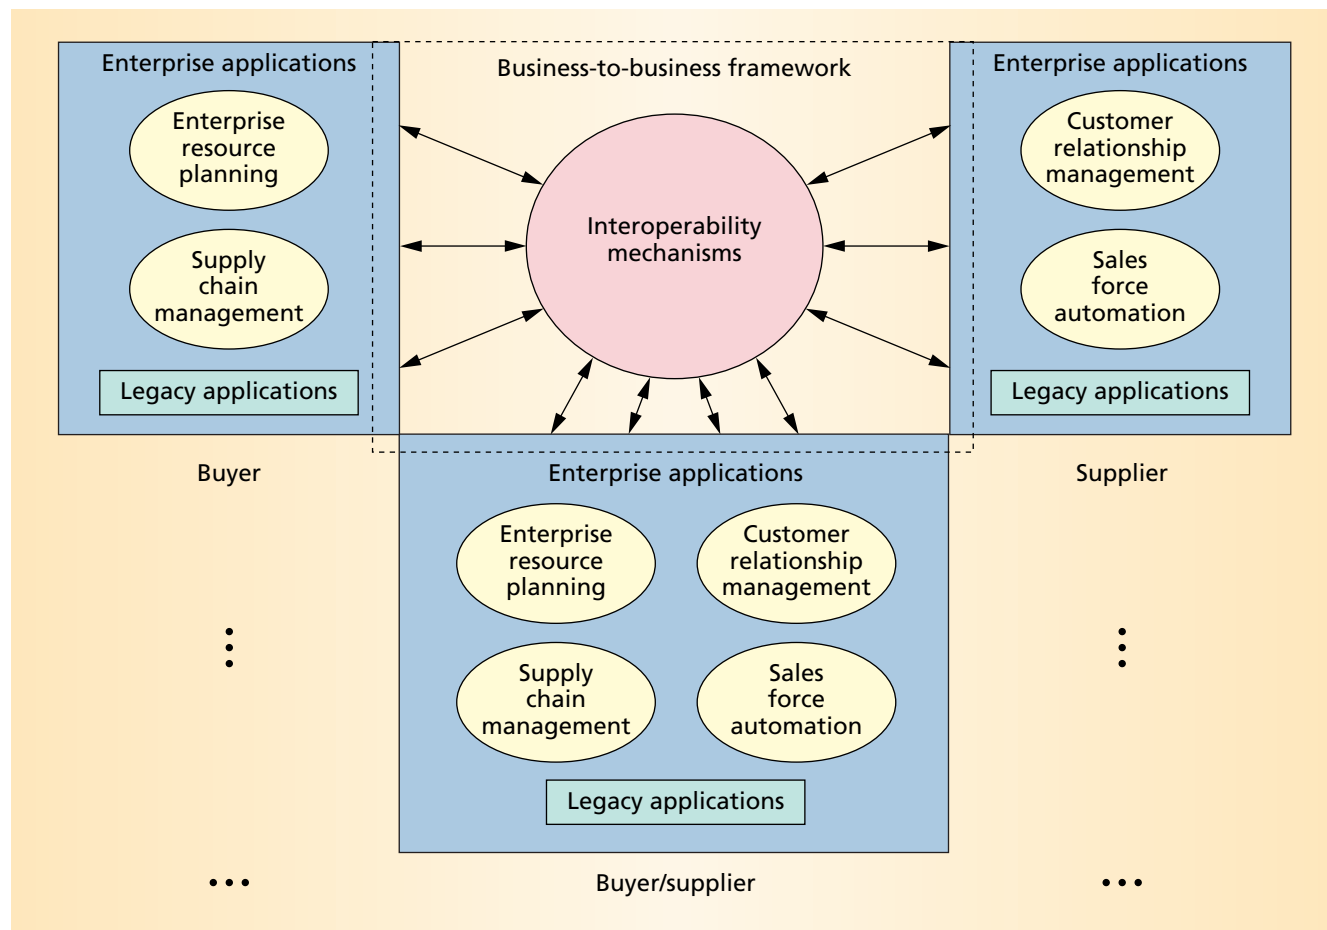 Enterprise applications
Enterprise
resource
planning
Supply
chain
management
Legacy applications
Buyer
Business-to-business framework
Interoperability
mechanisms
Enterprise applications
Customer
relationship
management
Sales
force
automation
Legacy applications
Supplier
Enterprise applications
Enterprise
resource
planning
Customer
relationship
management
Supply
chain
management
Sales
force
automation
Legacy applications
Buyer/supplier